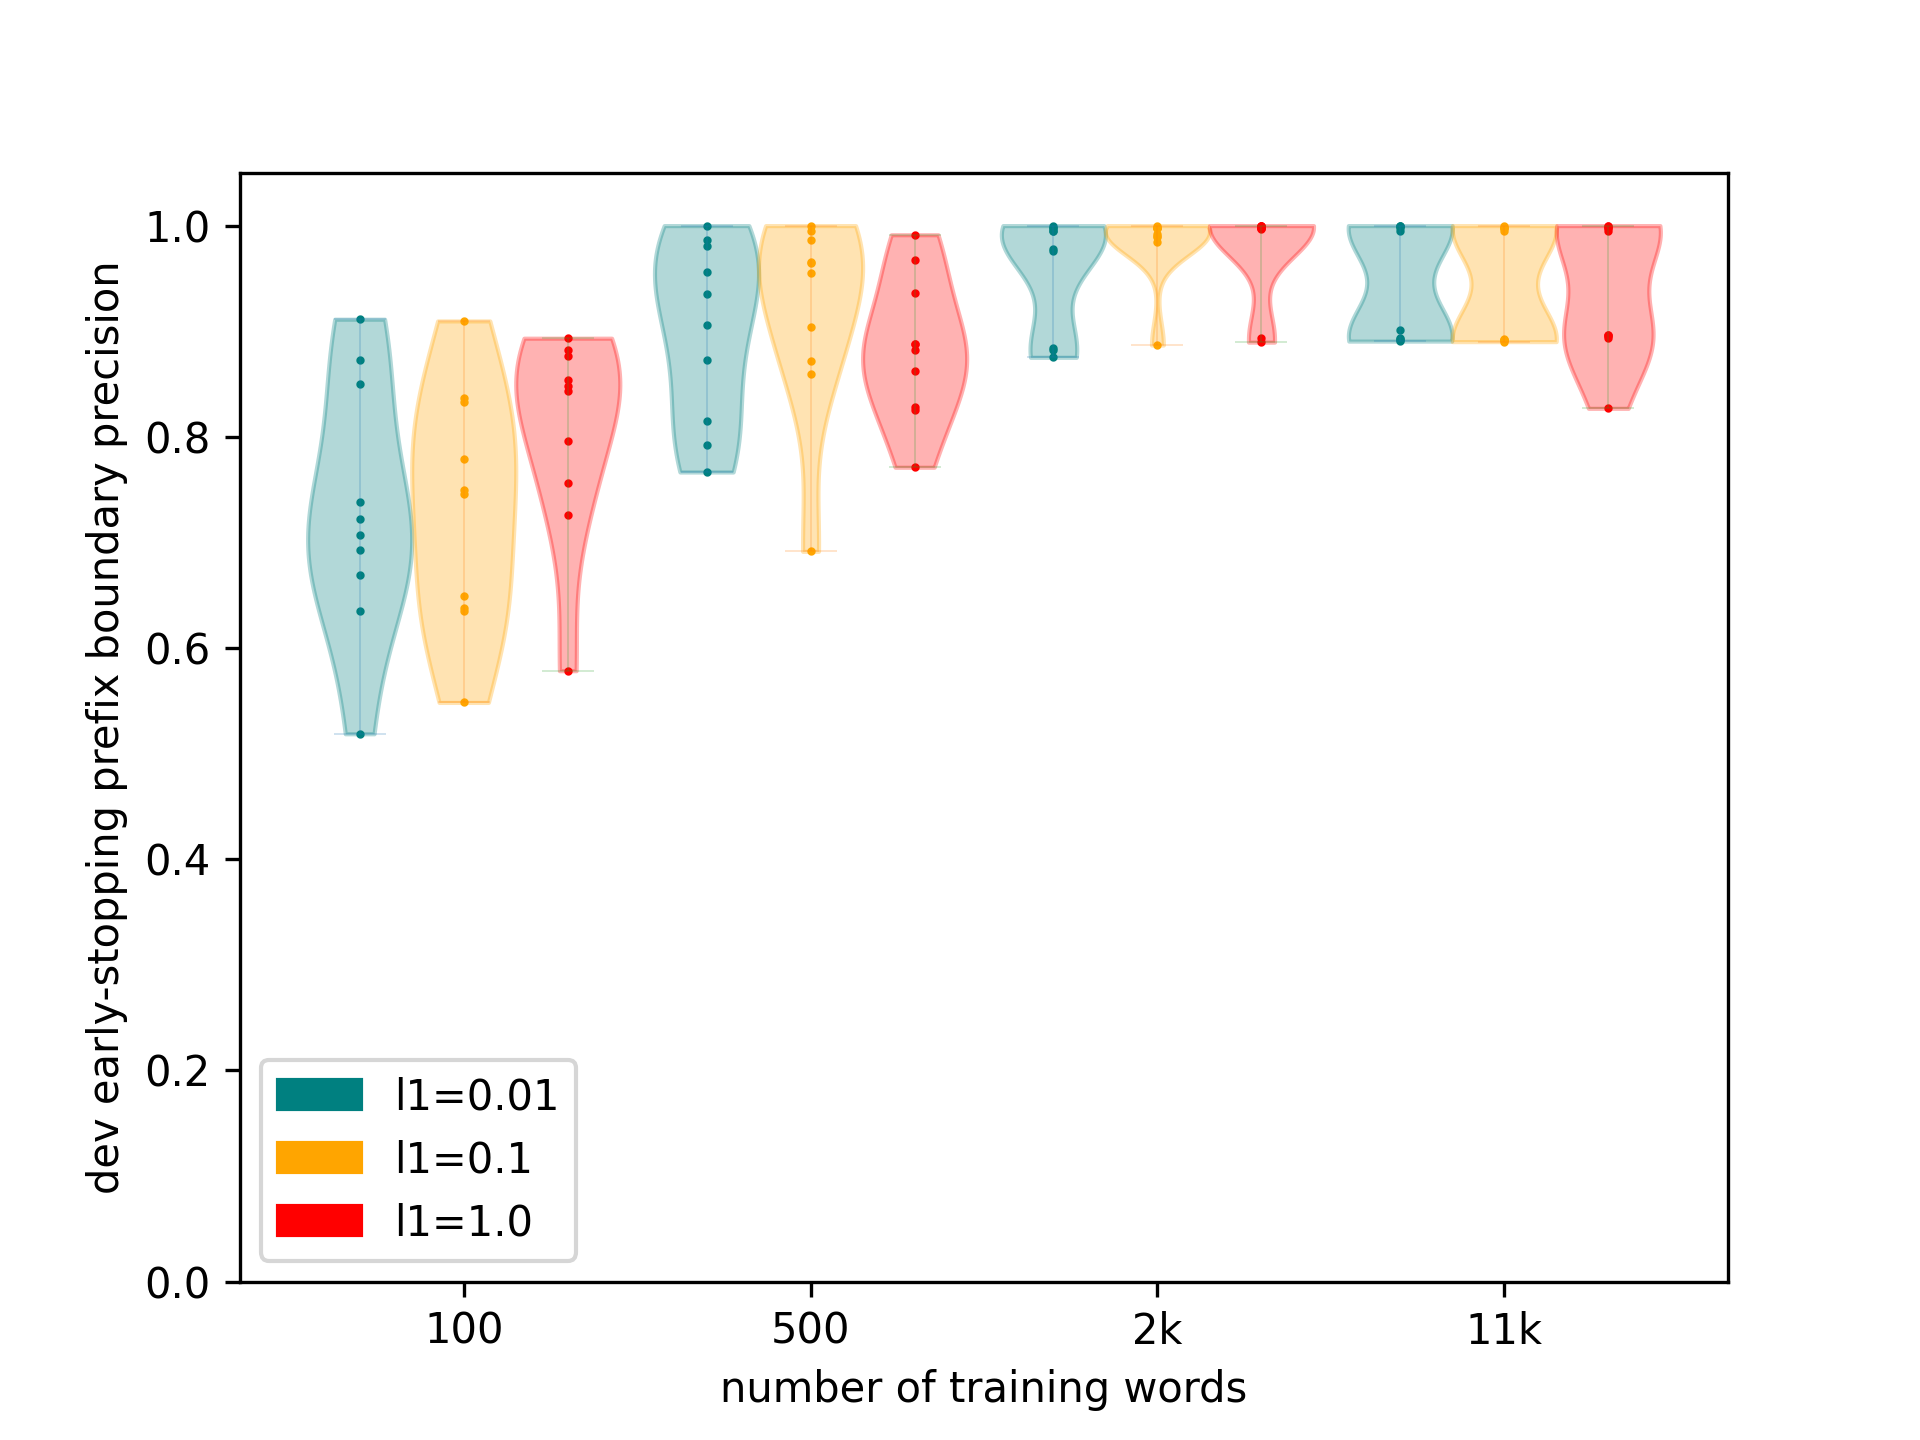 dev early-stopping prefix boundary precision
1.0
0.8
0.6
0.4
0.2
0.0
l1=0.01
l1=0.1
l1=1.0
100 500 2k 11k
number of training words